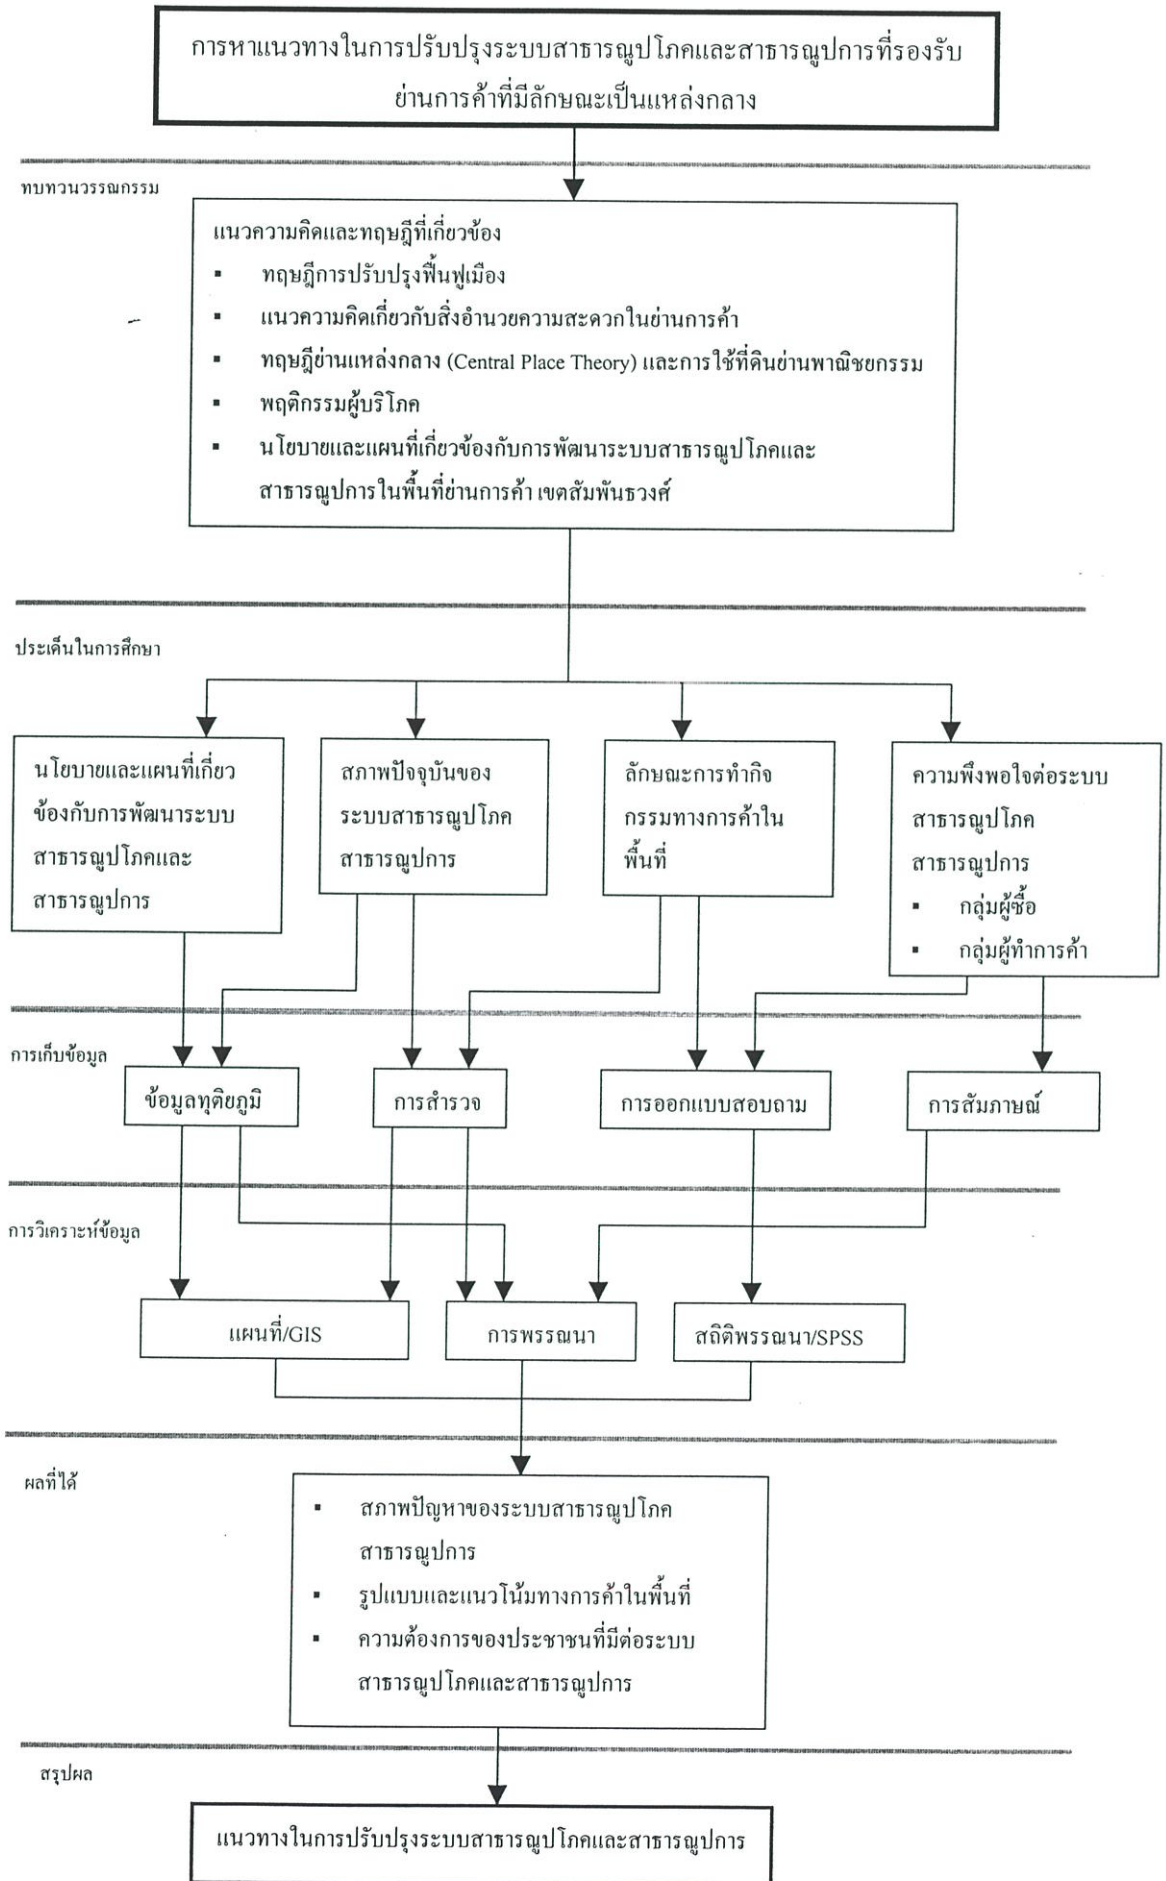 การหาแนวทางในการปรับปรุงระบบสาธารณูปโภคและสาธารณูปการที่รองรับ
ย่านการค้าที่มีลักษณะเป็นแหล่งกลาง
ทบทวนวรรณกรรม
แนวความคิดและทฤษฎีที่เกี่ยวข้อง
▪ ทฤษฎีการปรับปรุงฟื้นฟูเมือง
▪ แนวความคิดเกี่ยวกับสิ่งอำนวยความสะดวกในย่านการค้า
▪ ทฤษฎีย่านแหล่งกลาง (Central Place Theory) และการใช้ที่ดินย่านพาณิชยกรรม
▪ พฤติกรรมผู้บริโภค
▪ นโยบายและแผนที่เกี่ยวข้องกับการพัฒนาระบบสาธารณูปโภคและ
สาธารณูปการในพื้นที่ย่านการค้า เขตสัมพันธวงศ์
ประเด็นในการศึกษา
นโยบายและแผนที่เกี่ยว
ข้องกับการพัฒนาระบบ
สาธารณูปโภคและ
สาธารณูปการ
สภาพปัจจุบันของ
ระบบสาธารณูปโภค
สาธารณูปการ
ลักษณะการทำกิจ
กรรมทางการค้าใน
พื้นที่
ความพึงพอใจต่อระบบ
สาธารณูปโภค
สาธารณูปการ
▪ กลุ่มผู้ซื้อ
▪ กลุ่มผู้ทำการค้า
การเก็บข้อมูล
ข้อมูลทุติยภูมิ
การสำรวจ
การออกแบบสอบถาม
การสัมภาษณ์
การวิเคราะห์ข้อมูล
แผนที่/GIS
การพรรณนา
สถิติพรรณนา/SPSS
ผลที่ได้
▪ สภาพปัญหาของระบบสาธารณูปโภค
สาธารณูปการ
▪ รูปแบบและแนวโน้มทางการค้าในพื้นที่
▪ ความต้องการของประชาชนที่มีต่อระบบ
สาธารณูปโภคและสาธารณูปการ
สรุปผล
แนวทางในการปรับปรุงระบบสาธารณูปโภคและสาธารณูปการ